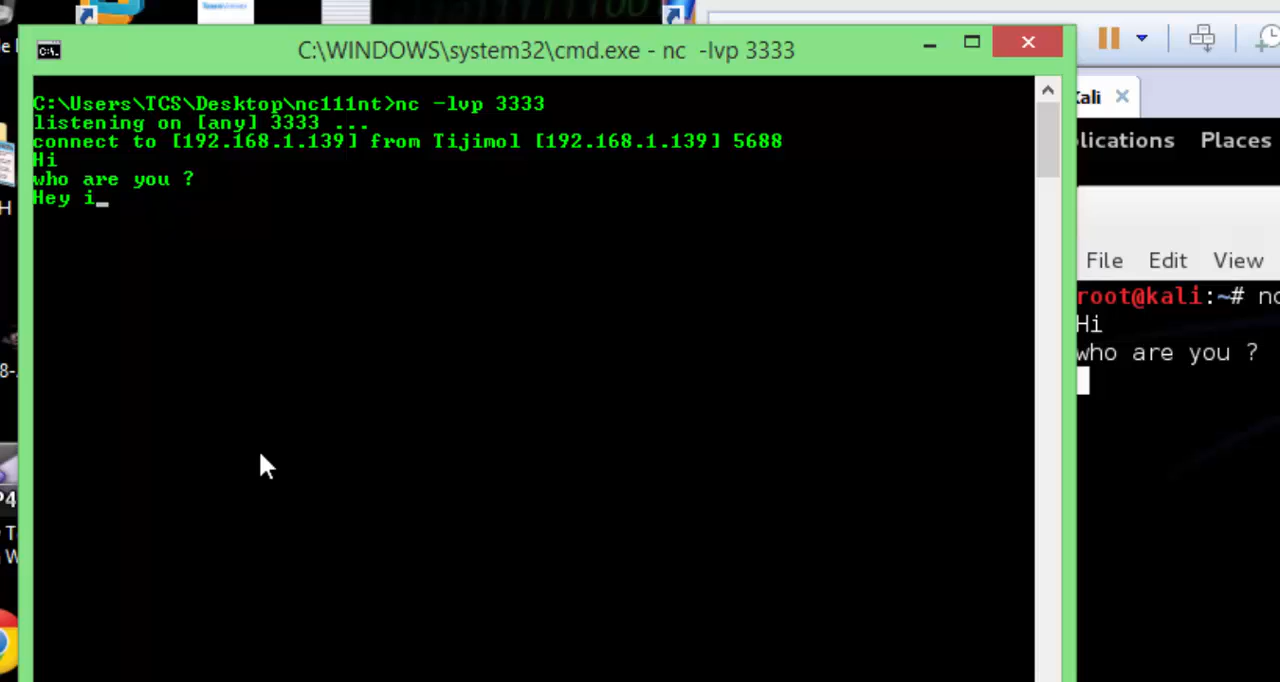 C:\WINDOWS\system32\cmd.exe - nc  -lvp 3333
C:\Users\TCS\Desktop\nc111nt>nc -lvp 3333
listening on [any] 3333 ...
connect to [192.168.1.139] from Tijimol [192.168.1.139] 5688
Hi
who are you ?
Hey i
Kali
Places
File Edit View
root@kali:~# nc
Hi
who are you ?